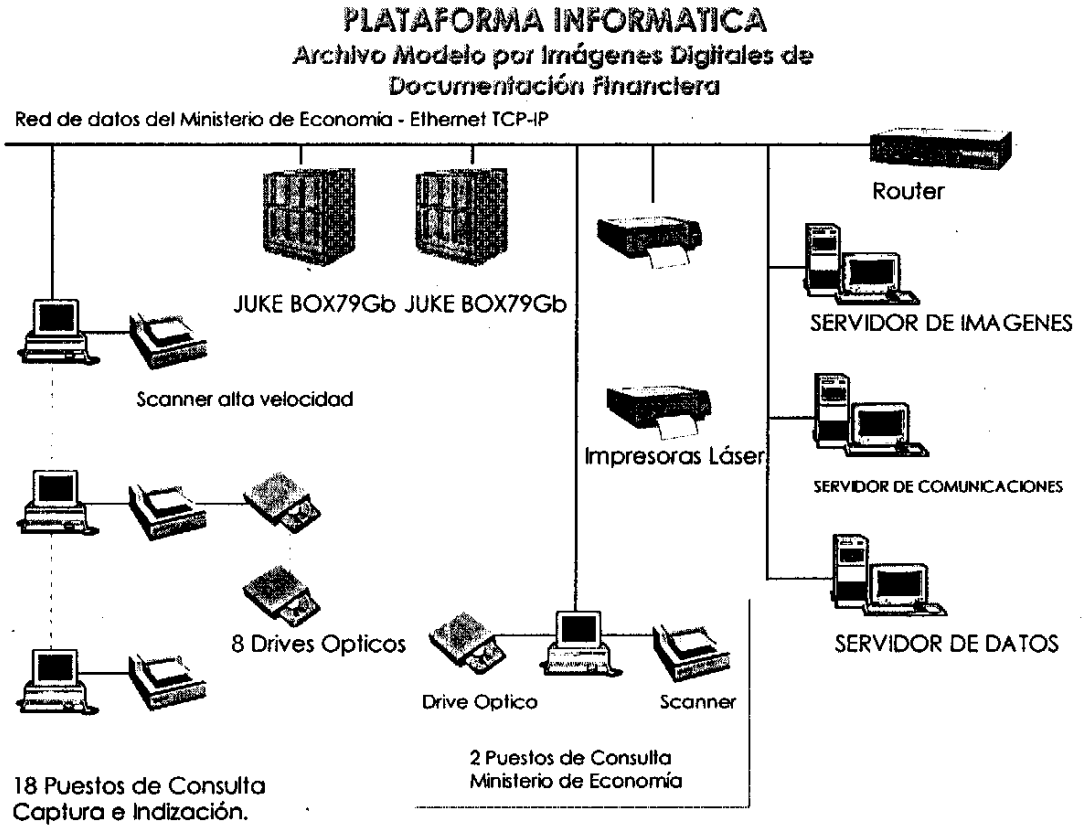 PLATAFORMA INFORMATICA
Archivo Modelo por Imágenes Digitales de
Documentación Financiera
Red de datos del Ministerio de Economia - Ethernet TCP-IP
Router
JUKE BOX79Gb JUKE BOX79Gb
SERVIDOR DE IMAGENES
Scanner alta velocidad
Impresoras Láser
SERVIDOR DE COMUNICACIONES
8 Drives Opticos
SERVIDOR DE DATOS
Drive Optico
Scanner
2 Puestos de Consulta
Ministerio de Economía
18 Puestos de Consulta
Captura e Indización.